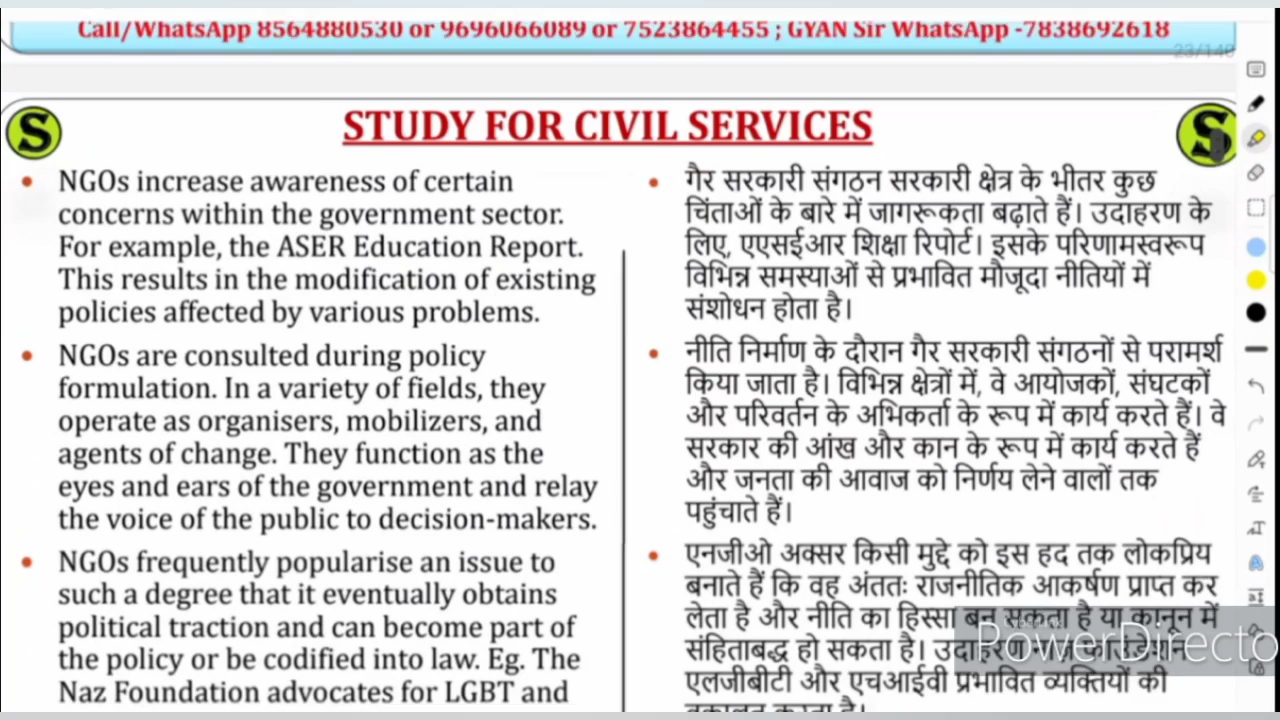 Call/WhatsApp 8564880530 or 9696066089 or 7523864455 ; GYAN Sir WhatsApp -7838692618
23/140
S
STUDY FOR CIVIL SERVICES
S
• NGOs increase awareness of certain
concerns within the government sector.
For example, the ASER Education Report.
This results in the modification of existing
policies affected by various problems.
• NGOs are consulted during policy
formulation. In a variety of fields, they
operate as organisers, mobilizers, and
agents of change. They function as the
eyes and ears of the government and relay
the voice of the public to decision-makers.
• NGOs frequently popularise an issue to
such a degree that it eventually obtains
political traction and can become part of
the policy or be codified into law. Eg. The
Naz Foundation advocates for LGBT and
• गैर सरकारी संगठन सरकारी क्षेत्र के भीतर कुछ
चिंताओं के बारे में जागरूकता बढ़ाते हैं। उदाहरण के
लिए, एएसईआर शिक्षा रिपोर्ट। इसके परिणामस्वरूप
विभिन्न समस्याओं से प्रभावित मौजूदा नीतियों में
संशोधन होता है।
• नीति निर्माण के दौरान गैर सरकारी संगठनों से परामर्श
किया जाता है। विभिन्न क्षेत्रों में, वे आयोजकों, संघटकों
और परिवर्तन के अभिकर्ता के रूप में कार्य करते हैं। वे
सरकार की आंख और कान के रूप में कार्य करते हैं
और जनता की आवाज को निर्णय लेने वालों तक
पहुंचाते हैं।
• एनजीओ अक्सर किसी मुद्दे को इस हद तक लोकप्रिय
बनाते हैं कि वह अंततः राजनीतिक आकर्षण प्राप्त कर
लेता है और नीति का हिस्सा बन सकता है या कानून में
संहिताबद्ध हो सकता है। उदाहरण
एलजीबीटी और एचआईवी प्रभावित व्यक्तियों की
वकालत करता है।
PowerDirecto